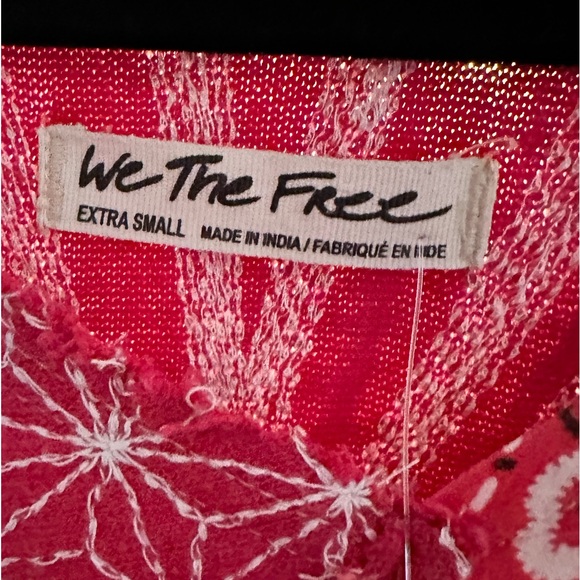 We The Free
EXTRA SMALL MADE IN INDIA / FABRIQUÉ EN INDE